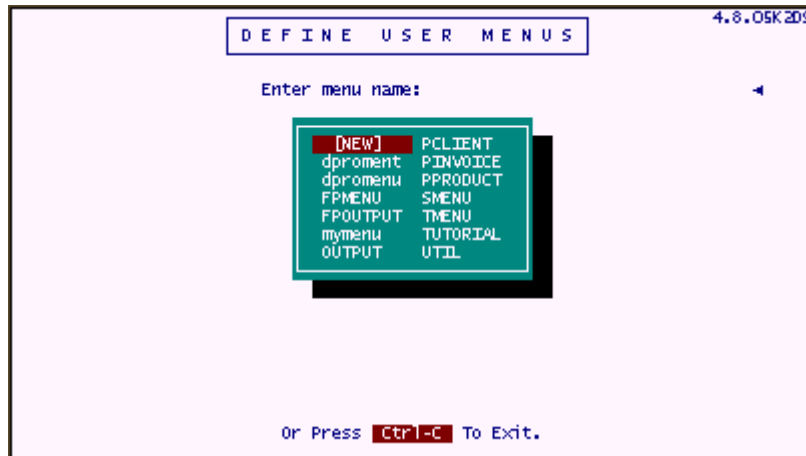 4.8.05K2D9
D E F I N E   U S E R   M E N U S
Enter menu name:
[NEW] PCLIENT
dproment PINVOICE
dpromenu PPRODUCT
FPMENU SMENU
FPOUTPUT TMENU
mymenu TUTORIAL
OUTPUT UTIL
Or Press Ctrl-C To Exit.